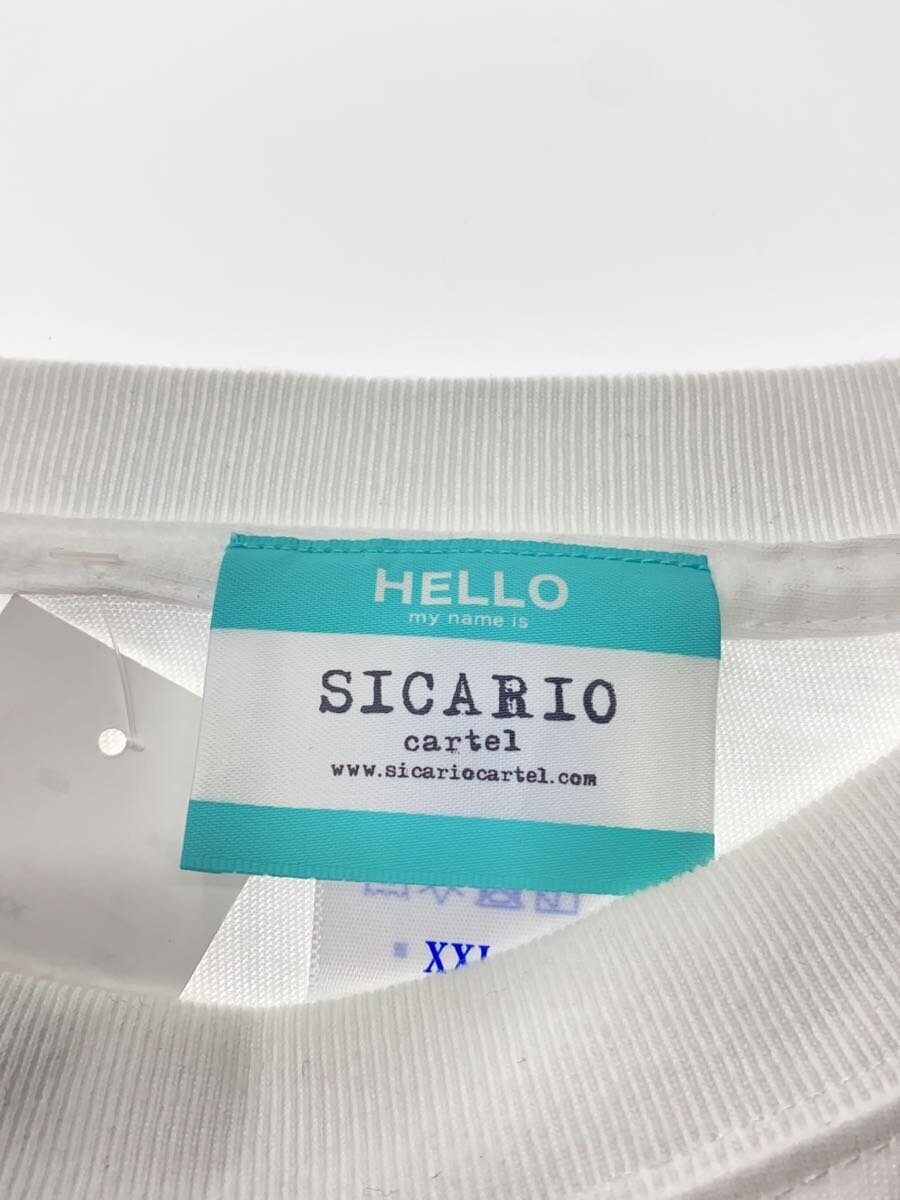 HELLO
my name is
SICARIO
cartel
www.sicariocartel.com